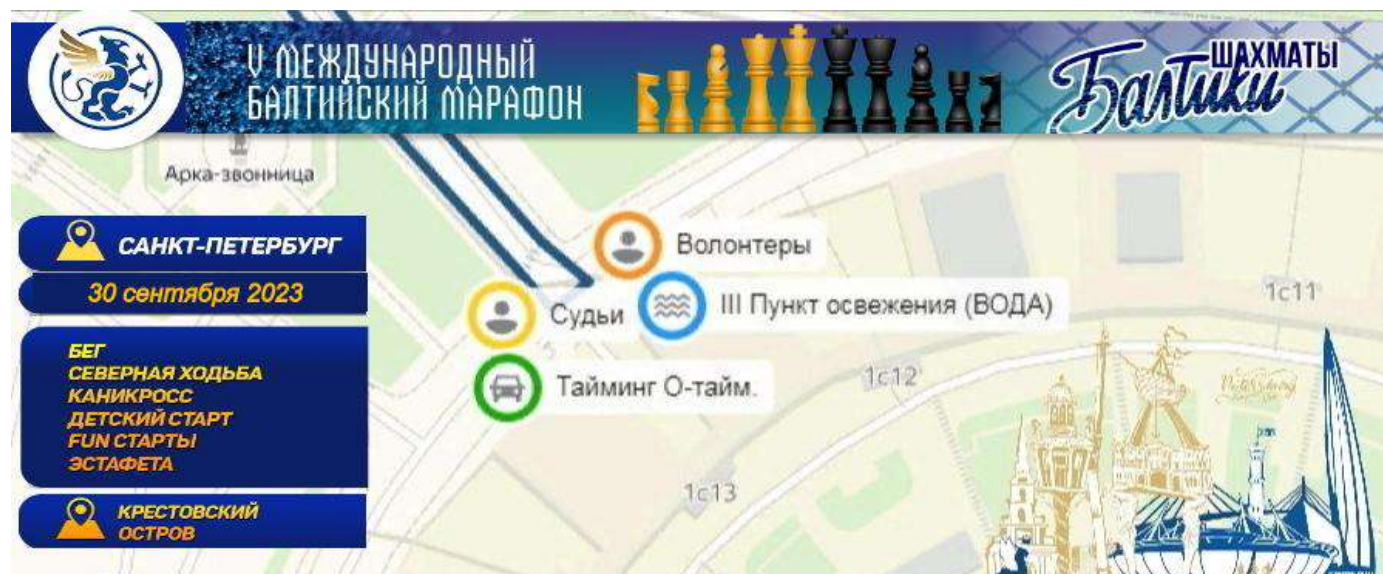 V МЕЖДУНАРОДНЫЙ
БАЛТИЙСКИЙ МАРАФОН
ШАХМАТЫ
Балтики
Арка-звонница
САНКТ-ПЕТЕРБУРГ
30 сентября 2023
БЕГ
СЕВЕРНАЯ ХОДЬБА
КАНИКРОСС
ДЕТСКИЙ СТАРТ
FUN СТАРТЫ
ЭСТАФЕТА
КРЕСТОВСКИЙ
ОСТРОВ
Волонтеры
Судьи
III Пункт освежения (ВОДА)
Тайминг О-тайм.
1с11
1с12
1с13